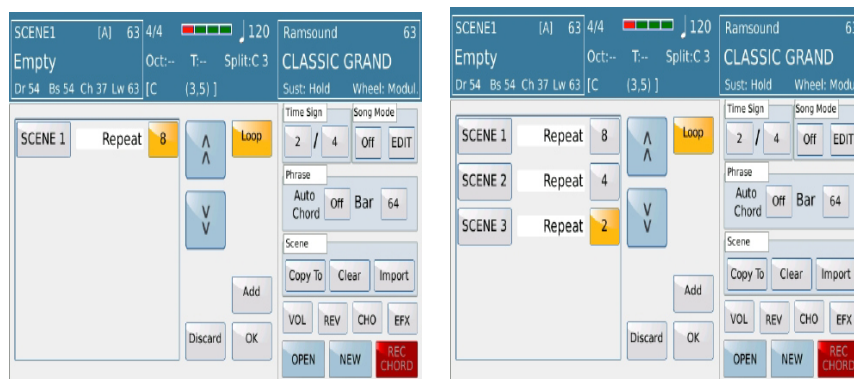 SCENE1 [A] 63 4/4 120 Ramsound 63
Empty Oct:-- T:-- Split:C 3 CLASSIC GRAND
Dr 54 Bs 54 Ch 37 Lw 63 [C (3,5) ] Sust: Hold Wheel: Modul.
Time Sign Song Mode
SCENE 1 Repeat 8 ∧ ∧ Loop 2 / 4 Off EDIT
Phrase
∨ ∨ Auto Chord Off Bar 64
Scene
Copy To Clear Import
Add
VOL REV CHO EFX
Discard OK
OPEN NEW REC CHORD
SCENE1 [A] 63 4/4 120 Ramsound
Empty Oct:-- T:-- Split:C 3 CLASSIC GRAND
Dr 54 Bs 54 Ch 37 Lw 63 [C (3,5) ] Sust: Hold Wheel: Modu
Time Sign Song Mode
SCENE 1 Repeat 8 ∧ ∧ Loop 2 / 4 Off EDIT
Phrase
SCENE 2 Repeat 4 Auto Chord Off Bar 64
SCENE 3 Repeat 2 ∨ ∨
Scene
Copy To Clear Import
Add
VOL REV CHO EFX
Discard OK
OPEN NEW REC CHORD